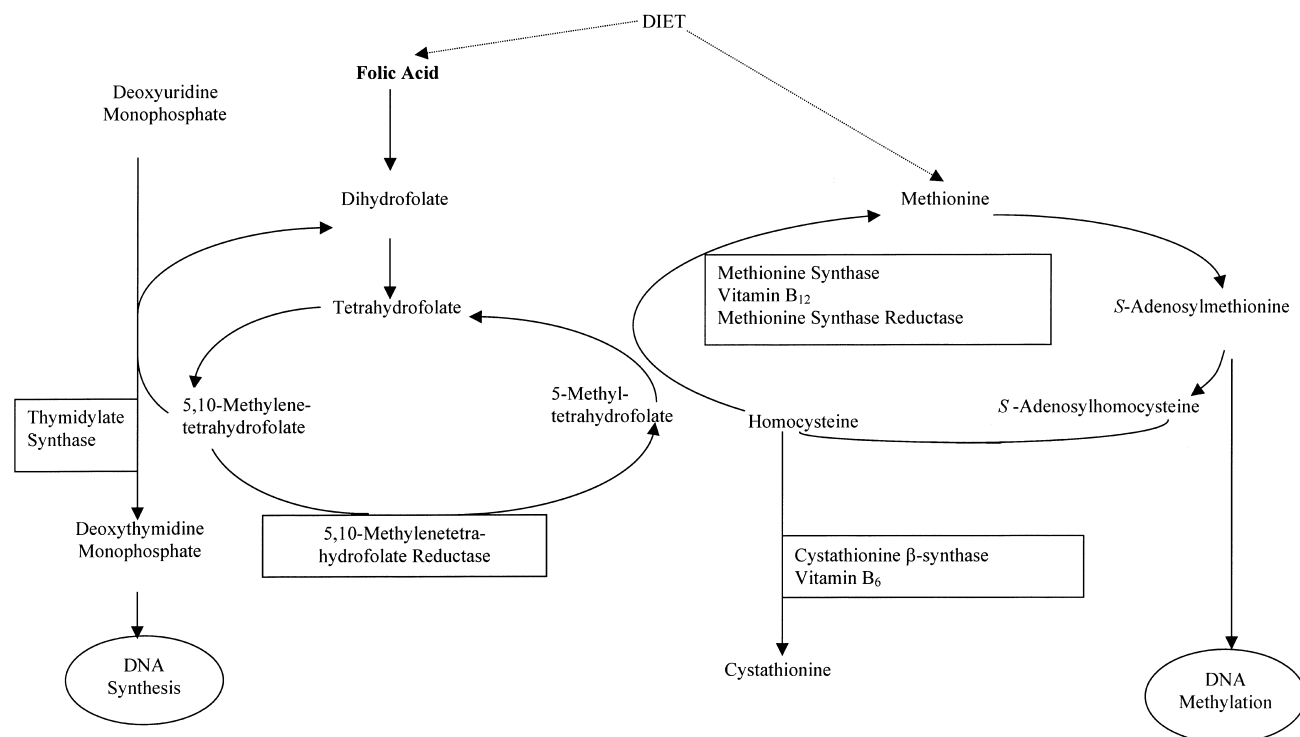 DIET
Folic Acid
Deoxyuridine
Monophosphate
Dihydrofolate
Methionine
Methionine Synthase
Vitamin B₁₂
Methionine Synthase Reductase
Tetrahydrofolate
S-Adenosylmethionine
Thymidylate
Synthase
5,10-Methylene-
tetrahydrofolate
5-Methyl-
tetrahydrofolate
Homocysteine
S -Adenosylhomocysteine
Deoxythymidine
Monophosphate
5,10-Methylenetetra-
hydrofolate Reductase
Cystathionine β-synthase
Vitamin B₆
DNA
Synthesis
Cystathionine
DNA
Methylation